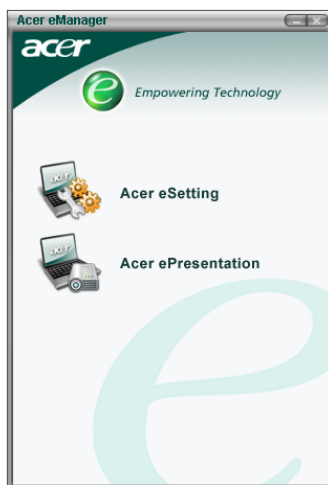 Acer eManager
acer
e Empowering Technology
Acer eSetting
Acer ePresentation